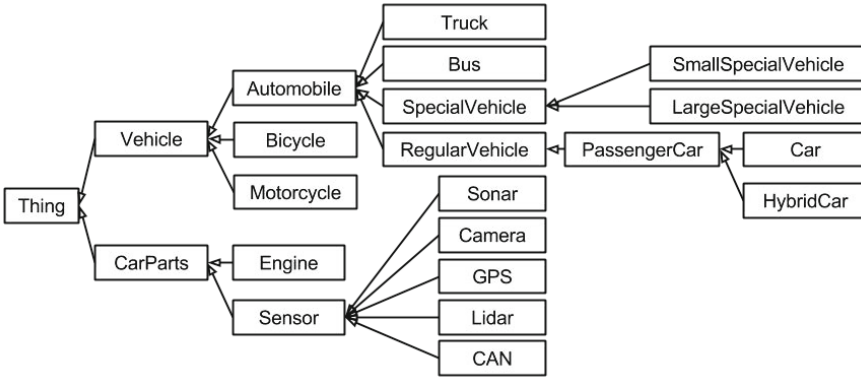 Truck
Bus
SmallSpecialVehicle
Automobile
SpecialVehicle
LargeSpecialVehicle
Vehicle
Bicycle
RegularVehicle
PassengerCar
Car
Motorcycle
Sonar
HybridCar
Thing
Camera
CarParts
Engine
GPS
Sensor
Lidar
CAN